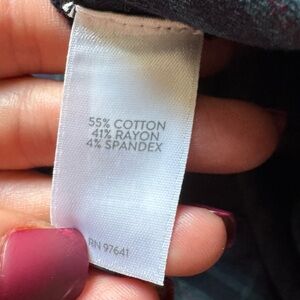 55% COTTON
41% RAYON
4% SPANDEX
RN 97641